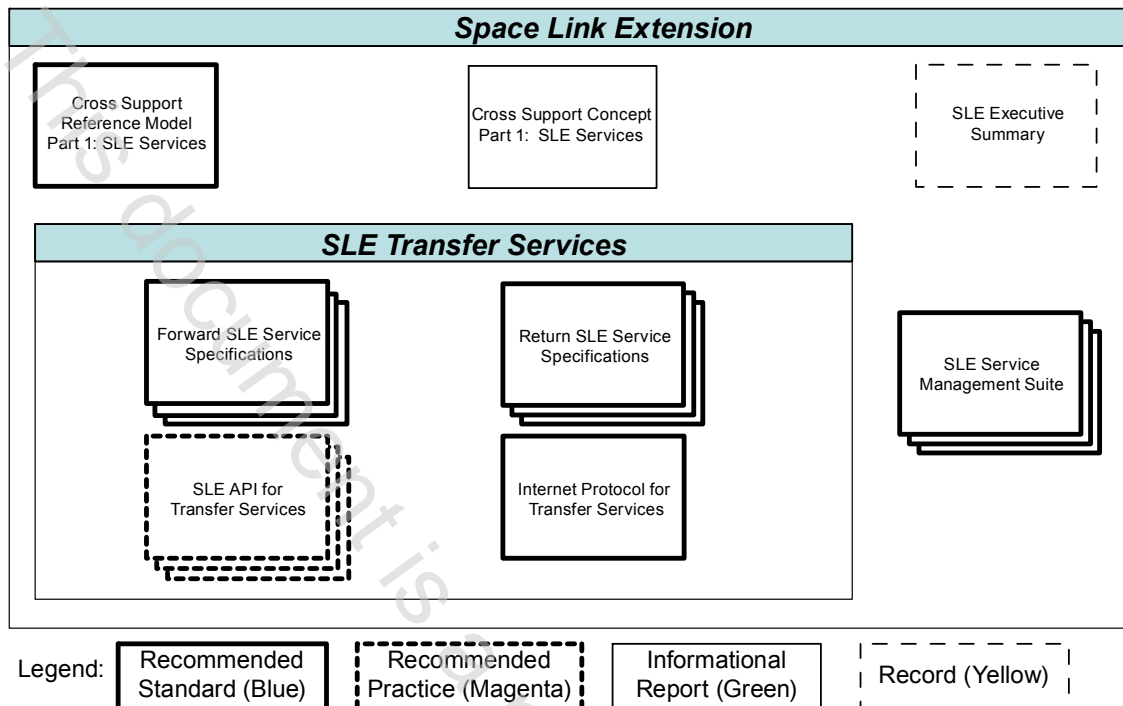 Space Link Extension
Cross Support
Reference Model
Part 1: SLE Services
Cross Support Concept
Part 1:  SLE Services
SLE Executive
Summary
SLE Transfer Services
Forward SLE Service
Specifications
Return SLE Service
Specifications
SLE Service
Management Suite
SLE API for
Transfer Services
Internet Protocol for
Transfer Services
Legend:
Recommended
Standard (Blue)
Recommended
Practice (Magenta)
Informational
Report (Green)
Record (Yellow)
This document is a